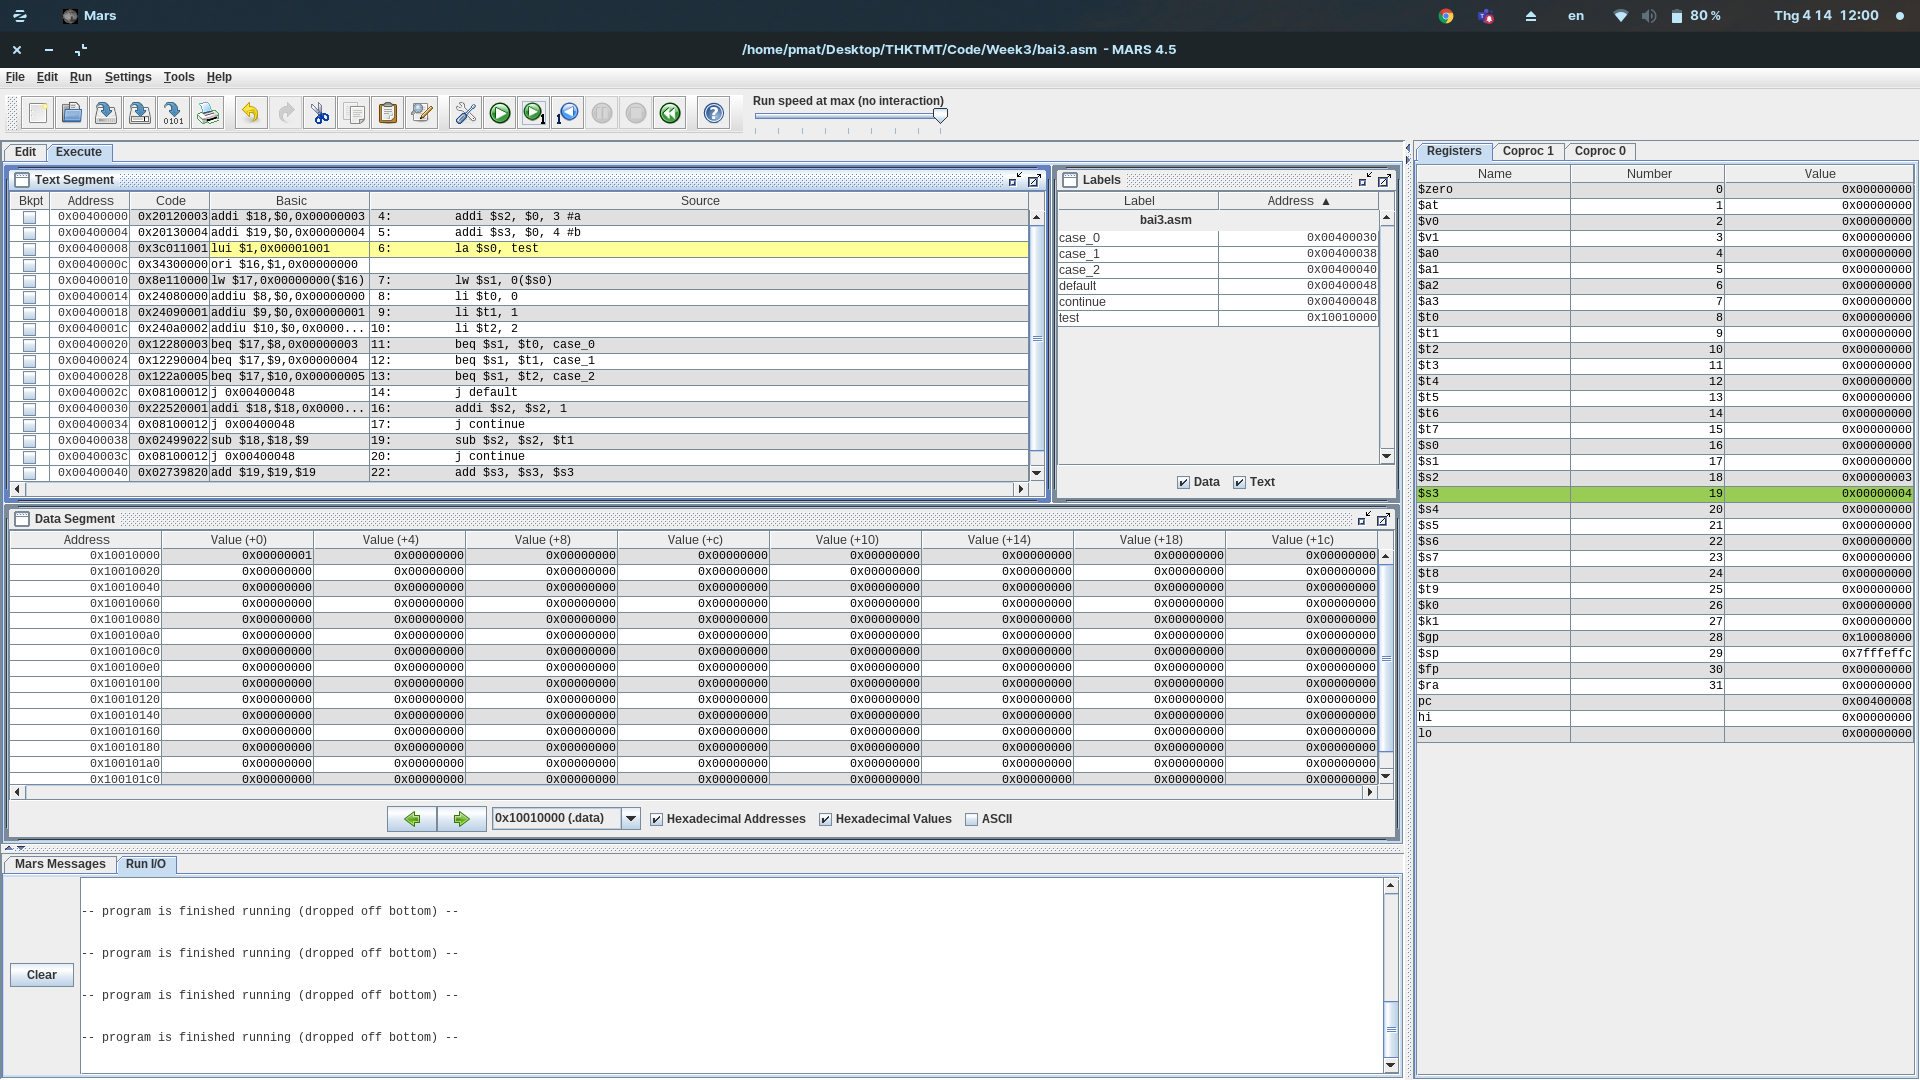 Mars
en
80 %
Thg 4 14 12:00
/home/pmat/Desktop/THKTMT/Code/Week3/bai3.asm - MARS 4.5
File Edit Run Settings Tools Help
Run speed at max (no interaction)
Edit Execute
Text Segment
Bkpt Address Code Basic Source
0x00400000 0x20120003 addi $18,$0,0x00000003 4: addi $s2, $0, 3 #a
0x00400004 0x20130004 addi $19,$0,0x00000004 5: addi $s3, $0, 4 #b
0x00400008 0x3c011001 lui $1,0x00001001 6: la $s0, test
0x0040000c 0x34300000 ori $16,$1,0x00000000
0x00400010 0x8e110000 lw $17,0x00000000($16) 7: lw $s1, 0($s0)
0x00400014 0x24080000 addiu $8,$0,0x00000000 8: li $t0, 0
0x00400018 0x24090001 addiu $9,$0,0x00000001 9: li $t1, 1
0x0040001c 0x240a0002 addiu $10,$0,0x0000... 10: li $t2, 2
0x00400020 0x12280003 beq $17,$8,0x00000003 11: beq $s1, $t0, case_0
0x00400024 0x12290004 beq $17,$9,0x00000004 12: beq $s1, $t1, case_1
0x00400028 0x122a0005 beq $17,$10,0x00000005 13: beq $s1, $t2, case_2
0x0040002c 0x08100012 j 0x00400048 14: j default
0x00400030 0x22520001 addi $18,$18,0x0000... 16: addi $s2, $s2, 1
0x00400034 0x08100012 j 0x00400048 17: j continue
0x00400038 0x02499022 sub $18,$18,$9 19: sub $s2, $s2, $t1
0x0040003c 0x08100012 j 0x00400048 20: j continue
0x00400040 0x02739820 add $19,$19,$19 22: add $s3, $s3, $s3
Labels
Label Address ▲
bai3.asm
case_0 0x00400030
case_1 0x00400038
case_2 0x00400040
default 0x00400048
continue 0x00400048
test 0x10010000
Data Text
Data Segment
Address Value (+0) Value (+4) Value (+8) Value (+c) Value (+10) Value (+14) Value (+18) Value (+1c)
0x10010000 0x00000001 0x00000000 0x00000000 0x00000000 0x00000000 0x00000000 0x00000000 0x00000000
0x10010020 0x00000000 0x00000000 0x00000000 0x00000000 0x00000000 0x00000000 0x00000000 0x00000000
0x10010040 0x00000000 0x00000000 0x00000000 0x00000000 0x00000000 0x00000000 0x00000000 0x00000000
0x10010060 0x00000000 0x00000000 0x00000000 0x00000000 0x00000000 0x00000000 0x00000000 0x00000000
0x10010080 0x00000000 0x00000000 0x00000000 0x00000000 0x00000000 0x00000000 0x00000000 0x00000000
0x100100a0 0x00000000 0x00000000 0x00000000 0x00000000 0x00000000 0x00000000 0x00000000 0x00000000
0x100100c0 0x00000000 0x00000000 0x00000000 0x00000000 0x00000000 0x00000000 0x00000000 0x00000000
0x100100e0 0x00000000 0x00000000 0x00000000 0x00000000 0x00000000 0x00000000 0x00000000 0x00000000
0x10010100 0x00000000 0x00000000 0x00000000 0x00000000 0x00000000 0x00000000 0x00000000 0x00000000
0x10010120 0x00000000 0x00000000 0x00000000 0x00000000 0x00000000 0x00000000 0x00000000 0x00000000
0x10010140 0x00000000 0x00000000 0x00000000 0x00000000 0x00000000 0x00000000 0x00000000 0x00000000
0x10010160 0x00000000 0x00000000 0x00000000 0x00000000 0x00000000 0x00000000 0x00000000 0x00000000
0x10010180 0x00000000 0x00000000 0x00000000 0x00000000 0x00000000 0x00000000 0x00000000 0x00000000
0x100101a0 0x00000000 0x00000000 0x00000000 0x00000000 0x00000000 0x00000000 0x00000000 0x00000000
0x100101c0 0x00000000 0x00000000 0x00000000 0x00000000 0x00000000 0x00000000 0x00000000 0x00000000
0x10010000 (.data) Hexadecimal Addresses Hexadecimal Values ASCII
Mars Messages Run I/O
Clear
-- program is finished running (dropped off bottom) --
-- program is finished running (dropped off bottom) --
-- program is finished running (dropped off bottom) --
-- program is finished running (dropped off bottom) --
Registers Coproc 1 Coproc 0
Name Number Value
$zero 0 0x00000000
$at 1 0x00000000
$v0 2 0x00000000
$v1 3 0x00000000
$a0 4 0x00000000
$a1 5 0x00000000
$a2 6 0x00000000
$a3 7 0x00000000
$t0 8 0x00000000
$t1 9 0x00000000
$t2 10 0x00000000
$t3 11 0x00000000
$t4 12 0x00000000
$t5 13 0x00000000
$t6 14 0x00000000
$t7 15 0x00000000
$s0 16 0x00000000
$s1 17 0x00000000
$s2 18 0x00000003
$s3 19 0x00000004
$s4 20 0x00000000
$s5 21 0x00000000
$s6 22 0x00000000
$s7 23 0x00000000
$t8 24 0x00000000
$t9 25 0x00000000
$k0 26 0x00000000
$k1 27 0x00000000
$gp 28 0x10008000
$sp 29 0x7fffeffc
$fp 30 0x00000000
$ra 31 0x00000000
pc 0x00400008
hi 0x00000000
lo 0x00000000